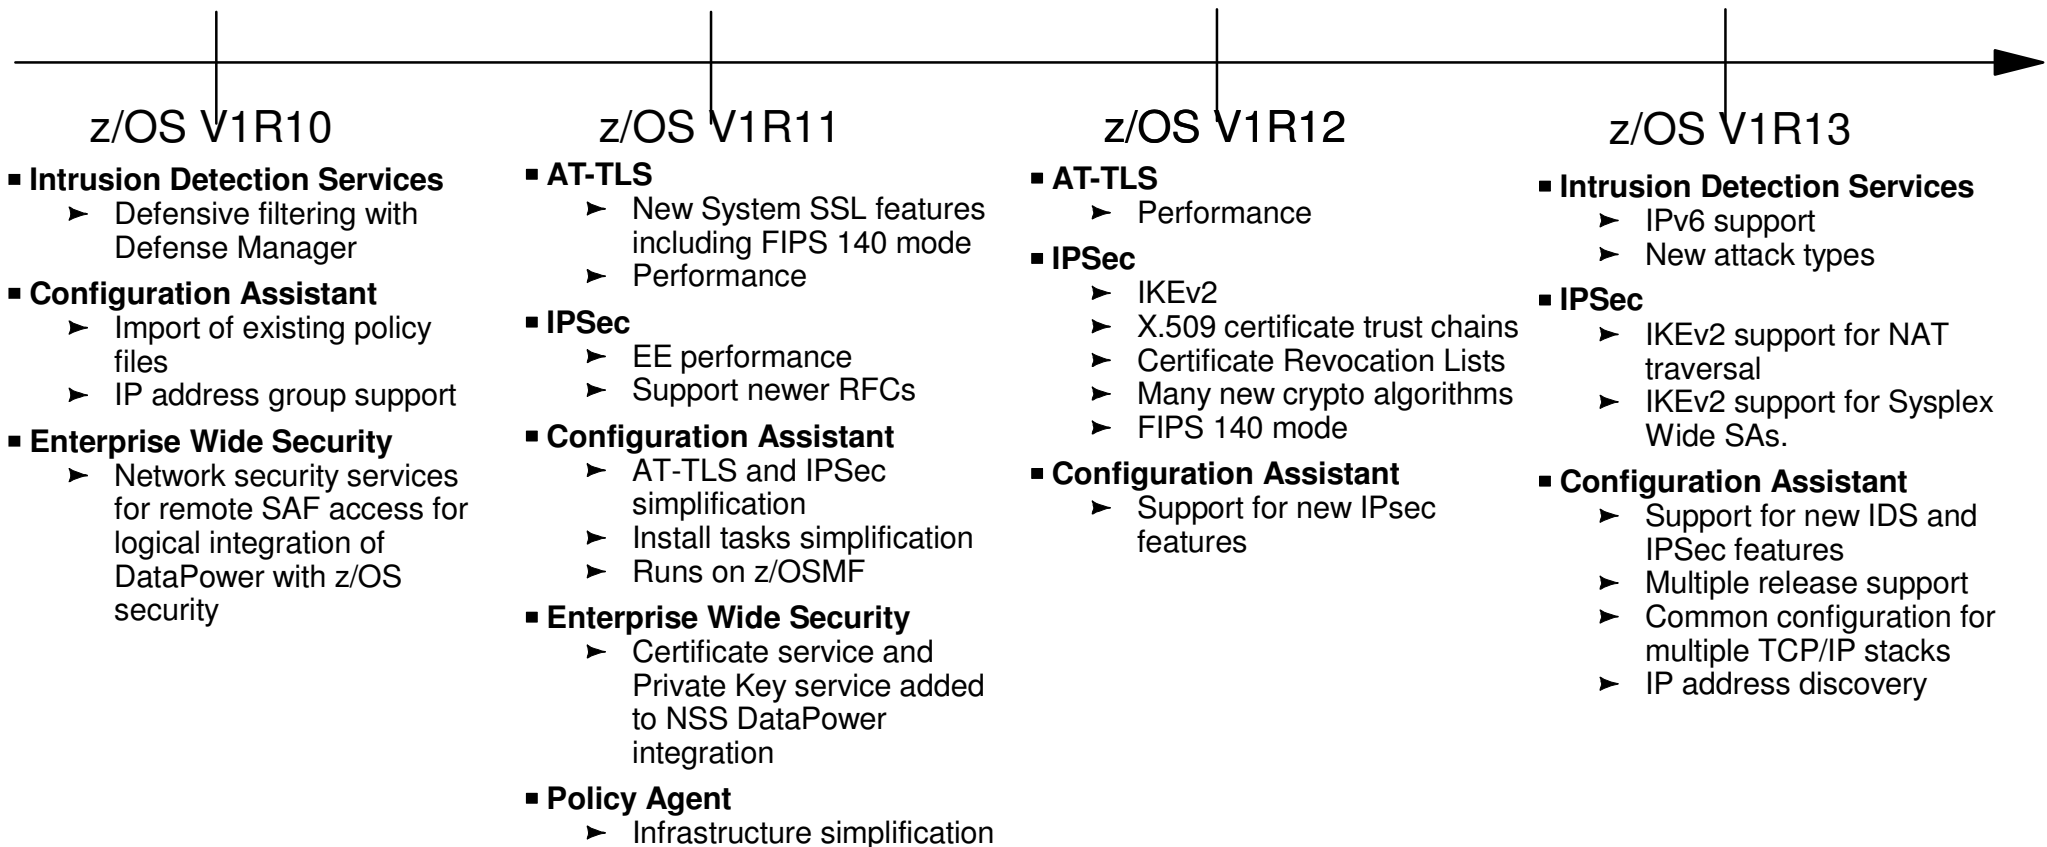 z/OS V1R10
■ Intrusion Detection Services
➤ Defensive filtering with
Defense Manager
■ Configuration Assistant
➤ Import of existing policy
files
➤ IP address group support
■ Enterprise Wide Security
➤ Network security services
for remote SAF access for
logical integration of
DataPower with z/OS
security
z/OS V1R11
■ AT-TLS
➤ New System SSL features
including FIPS 140 mode
➤ Performance
■ IPSec
➤ EE performance
➤ Support newer RFCs
■ Configuration Assistant
➤ AT-TLS and IPSec
simplification
➤ Install tasks simplification
➤ Runs on z/OSMF
■ Enterprise Wide Security
➤ Certificate service and
Private Key service added
to NSS DataPower
integration
■ Policy Agent
➤ Infrastructure simplification
z/OS V1R12
■ AT-TLS
➤ Performance
■ IPSec
➤ IKEv2
➤ X.509 certificate trust chains
➤ Certificate Revocation Lists
➤ Many new crypto algorithms
➤ FIPS 140 mode
■ Configuration Assistant
➤ Support for new IPsec
features
z/OS V1R13
■ Intrusion Detection Services
➤ IPv6 support
➤ New attack types
■ IPSec
➤ IKEv2 support for NAT
traversal
➤ IKEv2 support for Sysplex
Wide SAs.
■ Configuration Assistant
➤ Support for new IDS and
IPSec features
➤ Multiple release support
➤ Common configuration for
multiple TCP/IP stacks
➤ IP address discovery